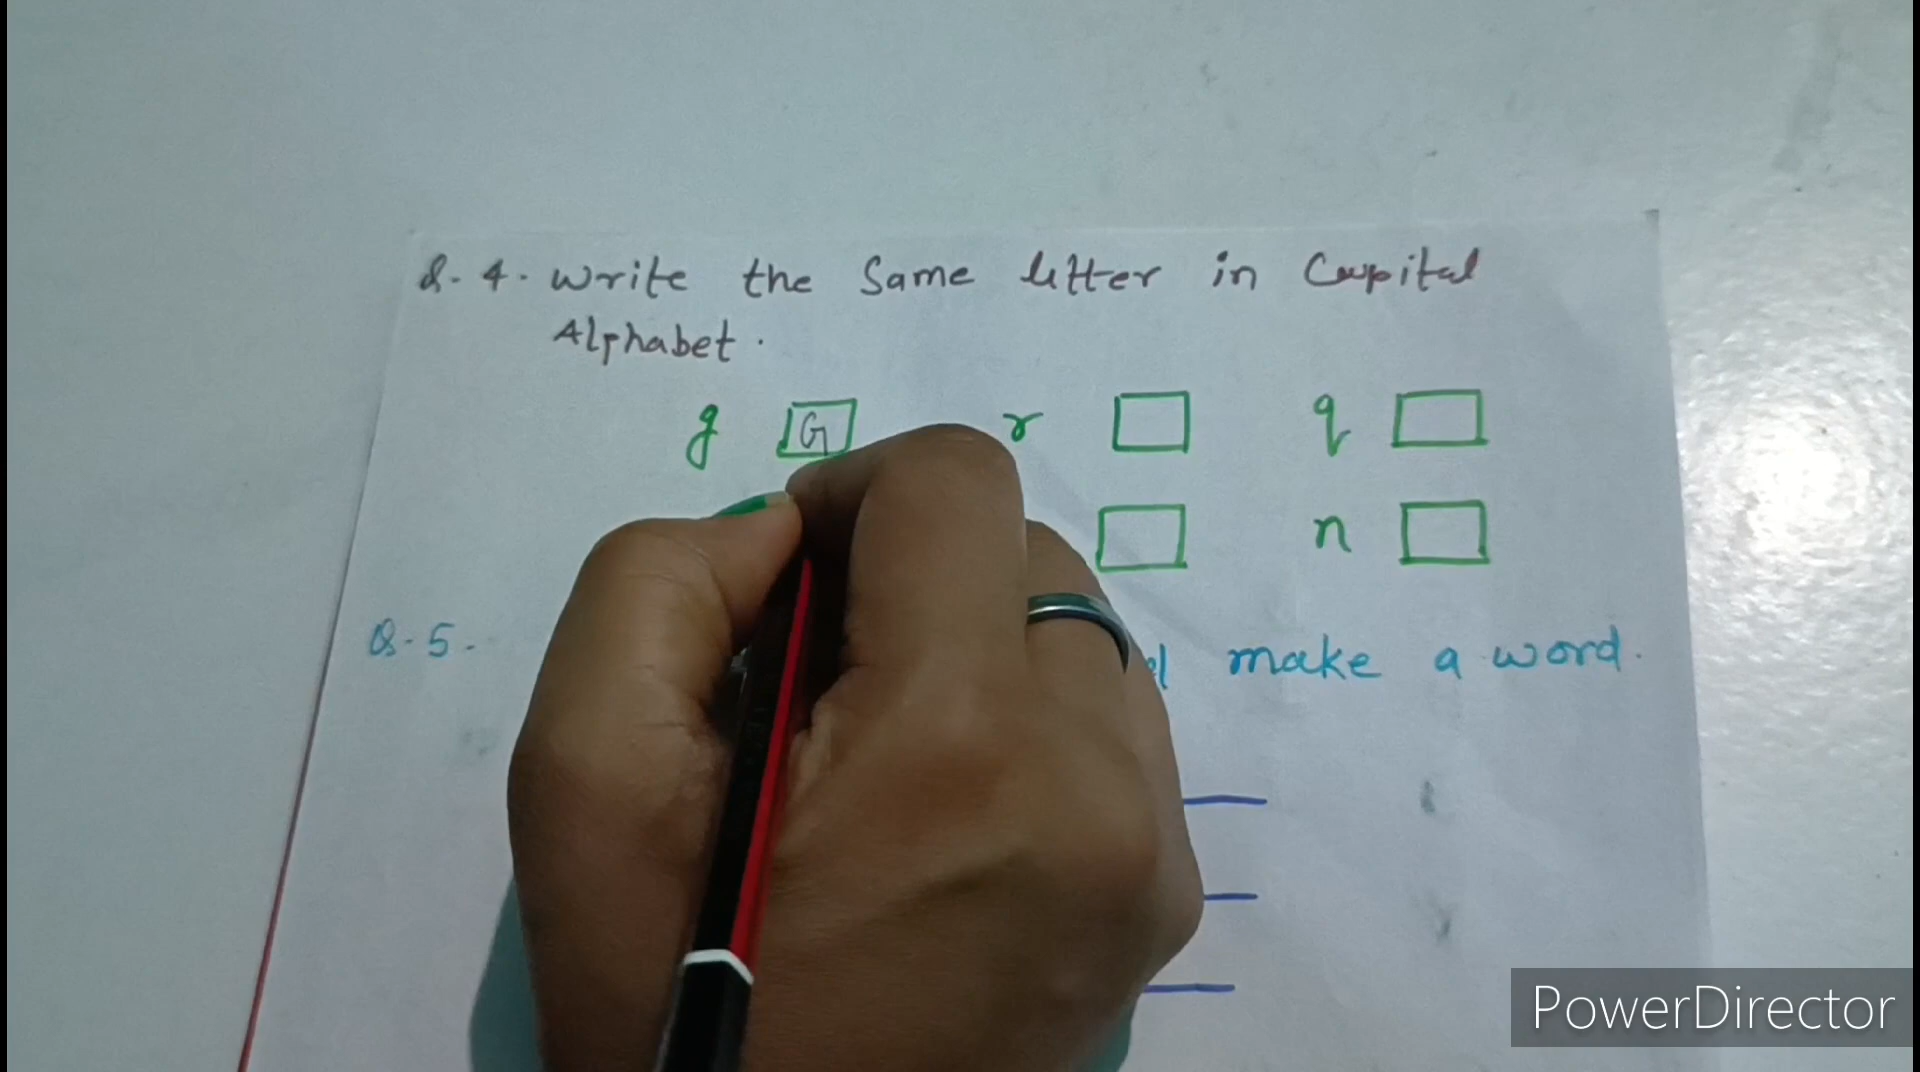 Q. 4. Write the Same letter in Capital
Alphabet.
g G r q
n
Q. 5. make a word.
PowerDirector